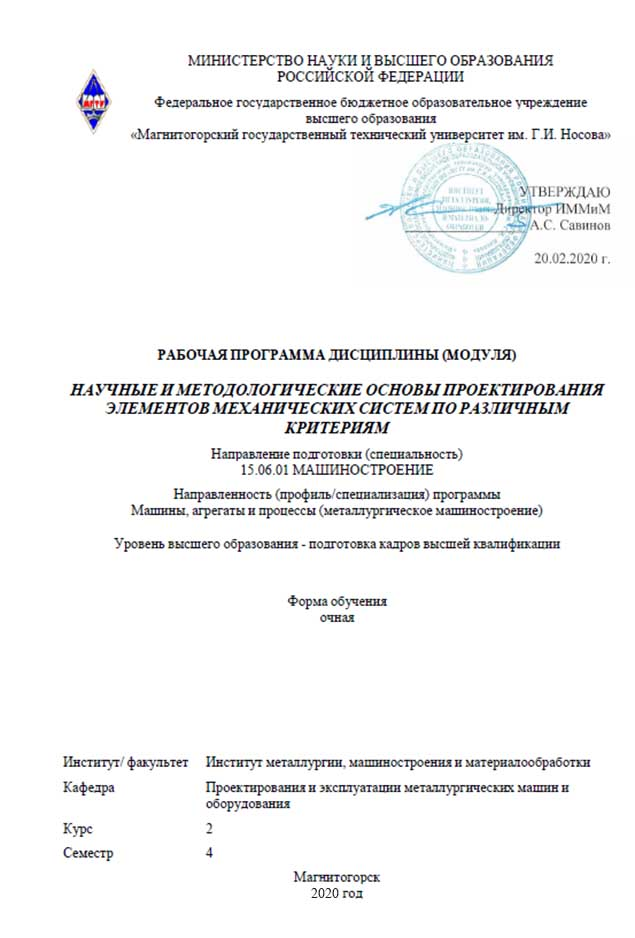 МИНИСТЕРСТВО НАУКИ И ВЫСШЕГО ОБРАЗОВАНИЯ
РОССИЙСКОЙ ФЕДЕРАЦИИ
Федеральное государственное бюджетное образовательное учреждение
высшего образования
«Магнитогорский государственный технический университет им. Г.И. Носова»
МГТУ
УТВЕРЖДАЮ
Директор ИММиМ
А.С. Савинов
20.02.2020 г.
РАБОЧАЯ ПРОГРАММА ДИСЦИПЛИНЫ (МОДУЛЯ)
НАУЧНЫЕ И МЕТОДОЛОГИЧЕСКИЕ ОСНОВЫ ПРОЕКТИРОВАНИЯ
ЭЛЕМЕНТОВ МЕХАНИЧЕСКИХ СИСТЕМ ПО РАЗЛИЧНЫМ
КРИТЕРИЯМ
Направление подготовки (специальность)
15.06.01 МАШИНОСТРОЕНИЕ
Направленность (профиль/специализация) программы
Машины, агрегаты и процессы (металлургическое машиностроение)
Уровень высшего образования - подготовка кадров высшей квалификации
Форма обучения
очная
Институт/ факультет Институт металлургии, машиностроения и материалообработки
Кафедра Проектирования и эксплуатации металлургических машин и
оборудования
Курс 2
Семестр 4
Магнитогорск
2020 год